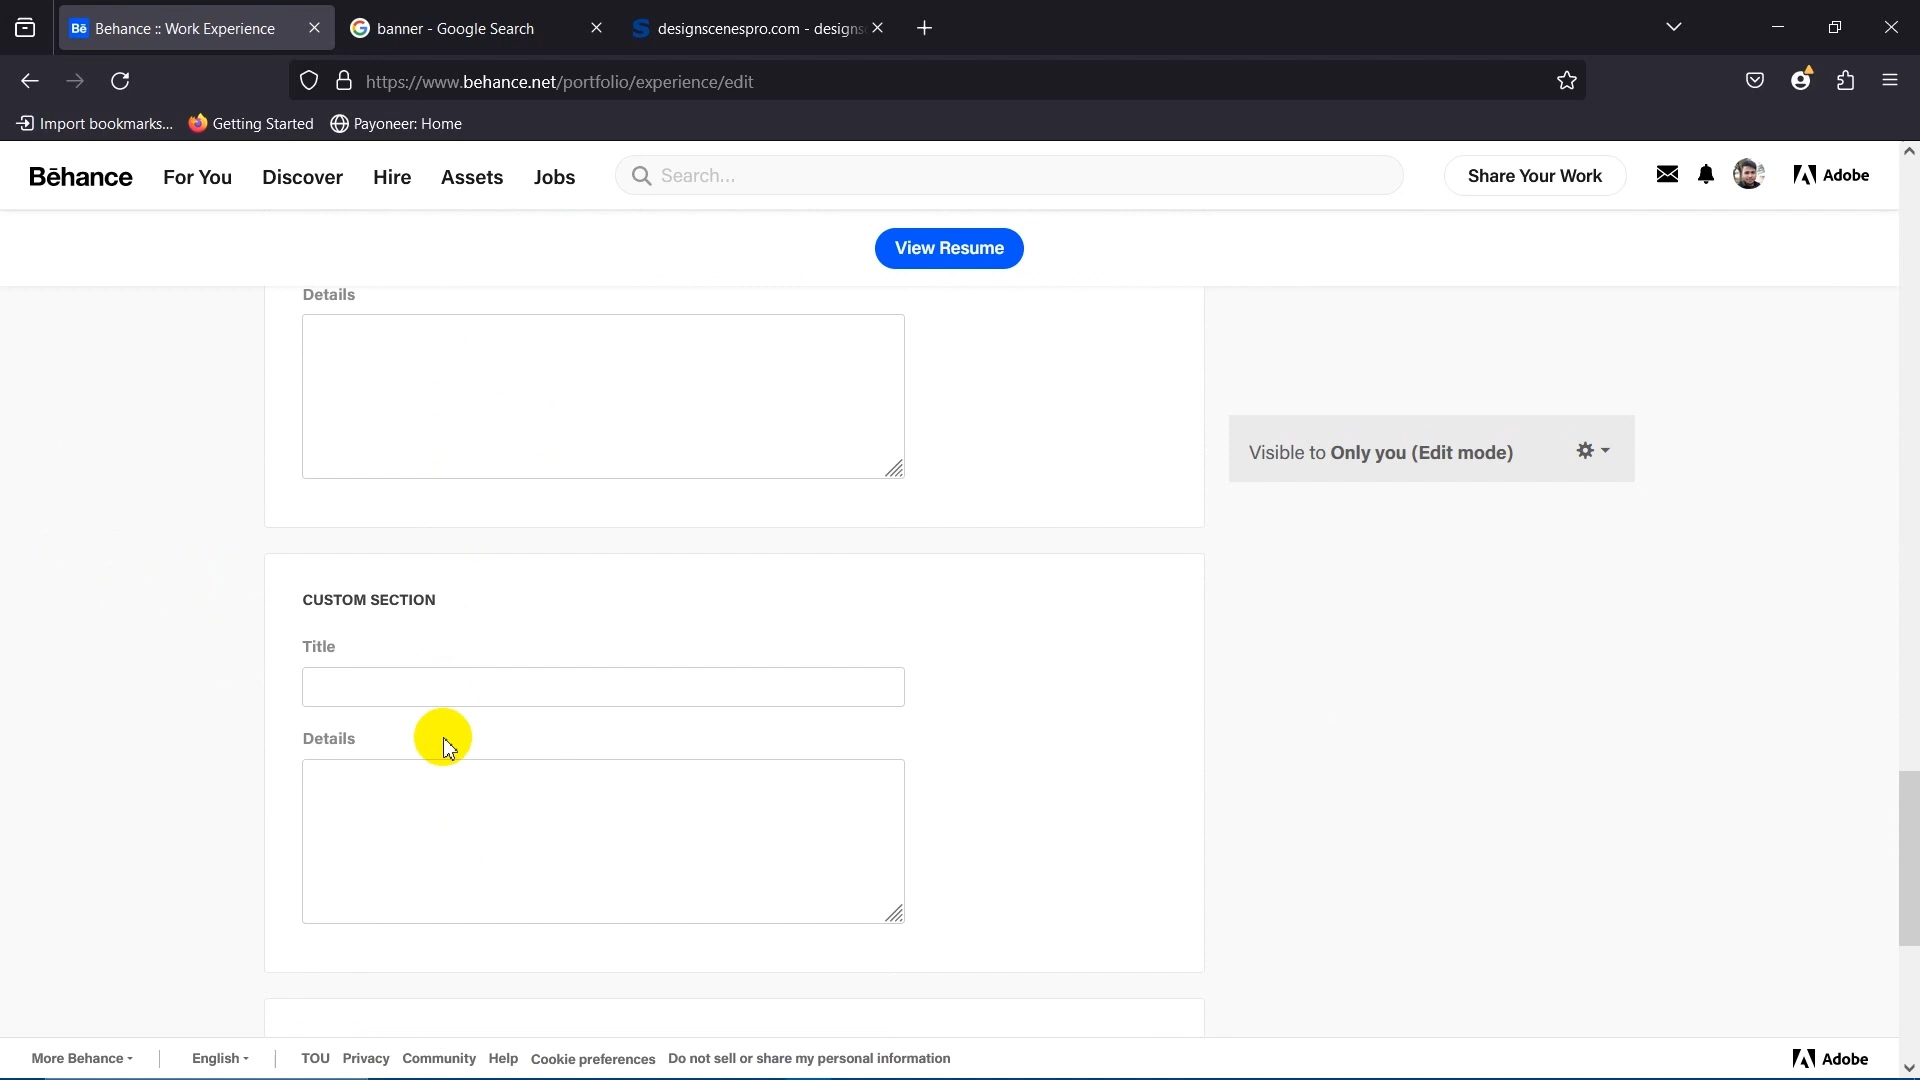 Bē Behance :: Work Experience
banner - Google Search
designscenespro.com - designs
https://www.behance.net/portfolio/experience/edit
Import bookmarks...
Getting Started
Payoneer: Home
Bēhance
For You
Discover
Hire
Assets
Jobs
Search...
Share Your Work
Adobe
View Resume
Details
Visible to Only you (Edit mode)
CUSTOM SECTION
Title
Details
More Behance
English
TOU
Privacy
Community
Help
Cookie preferences
Do not sell or share my personal information
Adobe